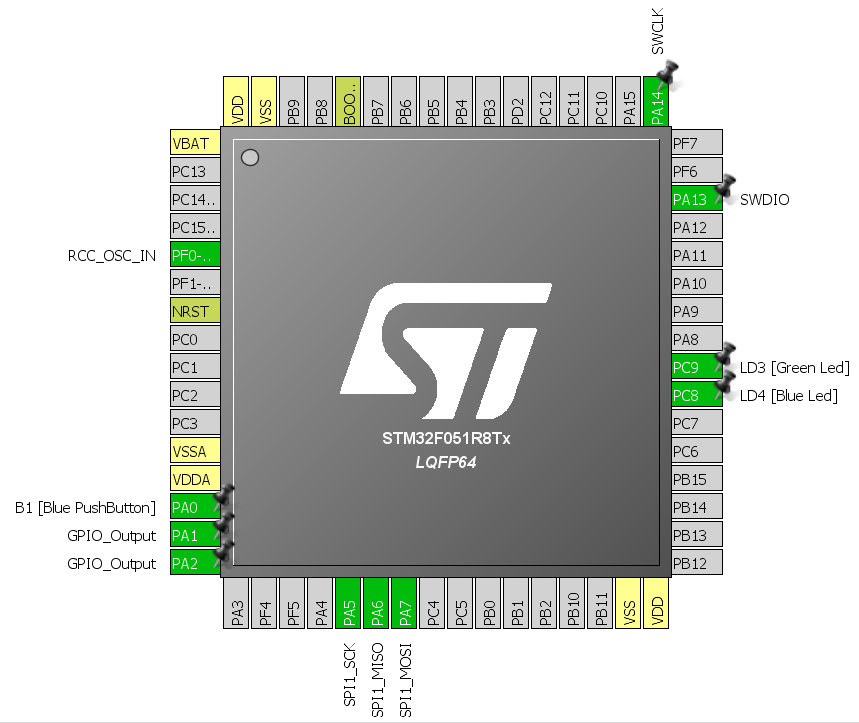 SWCLK
VDD
VSS
PB9
PB8
BOO..
PB7
PB6
PB5
PB4
PB3
PD2
PC12
PC11
PC10
PA15
PA14
VBAT
PC13
PC14..
PC15..
RCC_OSC_IN PF0-..
PF1-..
NRST
PC0
PC1
PC2
PC3
VSSA
VDDA
B1 [Blue PushButton] PA0
GPIO_Output PA1
GPIO_Output PA2
ST
STM32F051R8Tx
LQFP64
PF7
PF6
PA13 SWDIO
PA12
PA11
PA10
PA9
PA8
PC9 LD3 [Green Led]
PC8 LD4 [Blue Led]
PC7
PC6
PB15
PB14
PB13
PB12
PA3
PF4
PF5
PA4
PA5
PA6
PA7
PC4
PC5
PB0
PB1
PB2
PB10
PB11
VSS
VDD
SPI1_SCK
SPI1_MISO
SPI1_MOSI